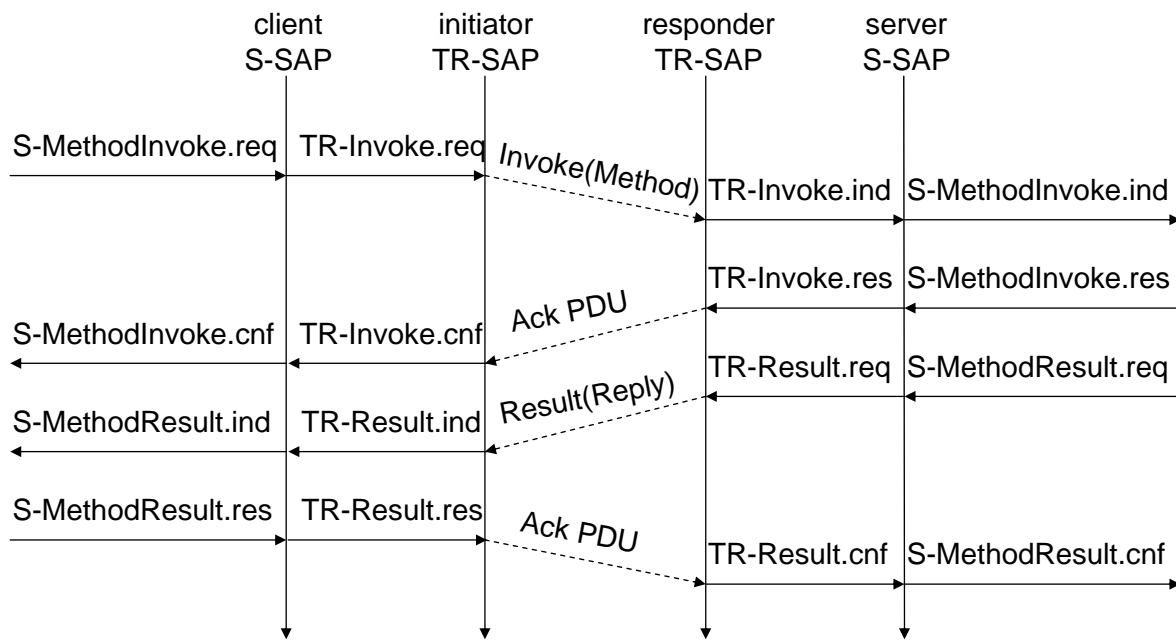 client
S-SAP
initiator
TR-SAP
responder
TR-SAP
server
S-SAP
S-MethodInvoke.req
TR-Invoke.req
Invoke(Method)
TR-Invoke.ind
S-MethodInvoke.ind
TR-Invoke.res
S-MethodInvoke.res
Ack PDU
S-MethodInvoke.cnf
TR-Invoke.cnf
TR-Result.req
S-MethodResult.req
Result(Reply)
S-MethodResult.ind
TR-Result.ind
S-MethodResult.res
TR-Result.res
Ack PDU
TR-Result.cnf
S-MethodResult.cnf